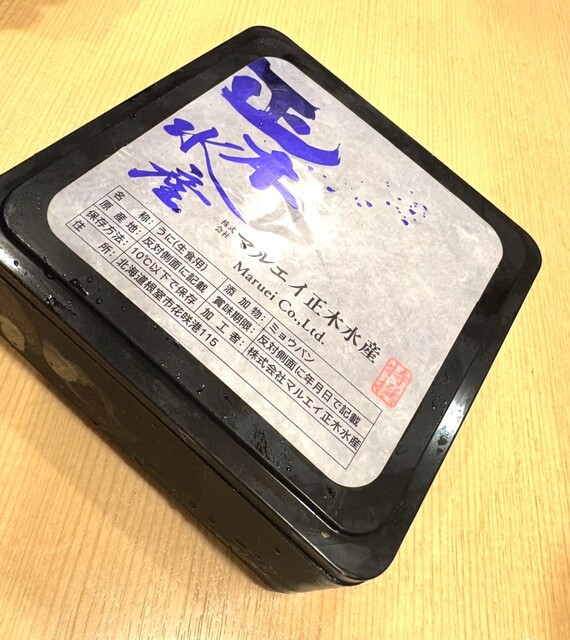 正木
水産
株式
会社
マルエイ正木水産
Maruei Co.,Ltd.
名　称：うに(生食用)
添加物：ミョウバン
原産地：反対側面に記載
賞味期限：反対側面に年月日で記載
保存方法：10℃以下で保存
加工者：株式会社マルエイ正木水産
住　所：北海道根室市花咲港115